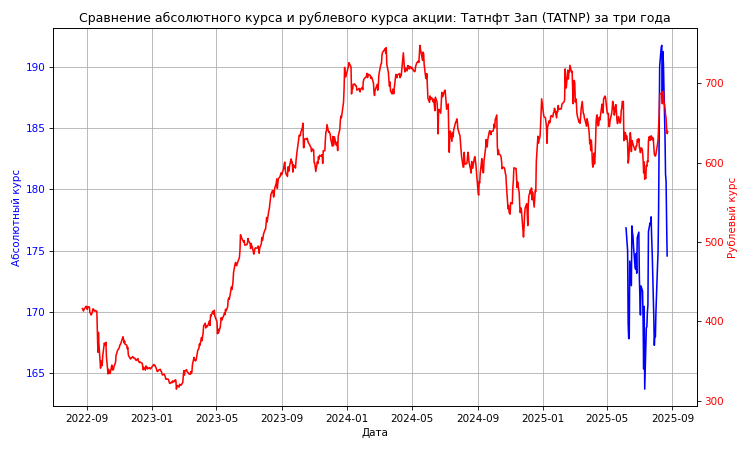 Сравнение абсолютного курса и рублевого курса акции: Татнфт 3ап (TATNP) за три года
Абсолютный курс
190
185
180
175
170
165
700
600
500
400
300
Рублевый курс
2022-09 2023-01 2023-05 2023-09 2024-01 2024-05 2024-09 2025-01 2025-05 2025-09
Дата